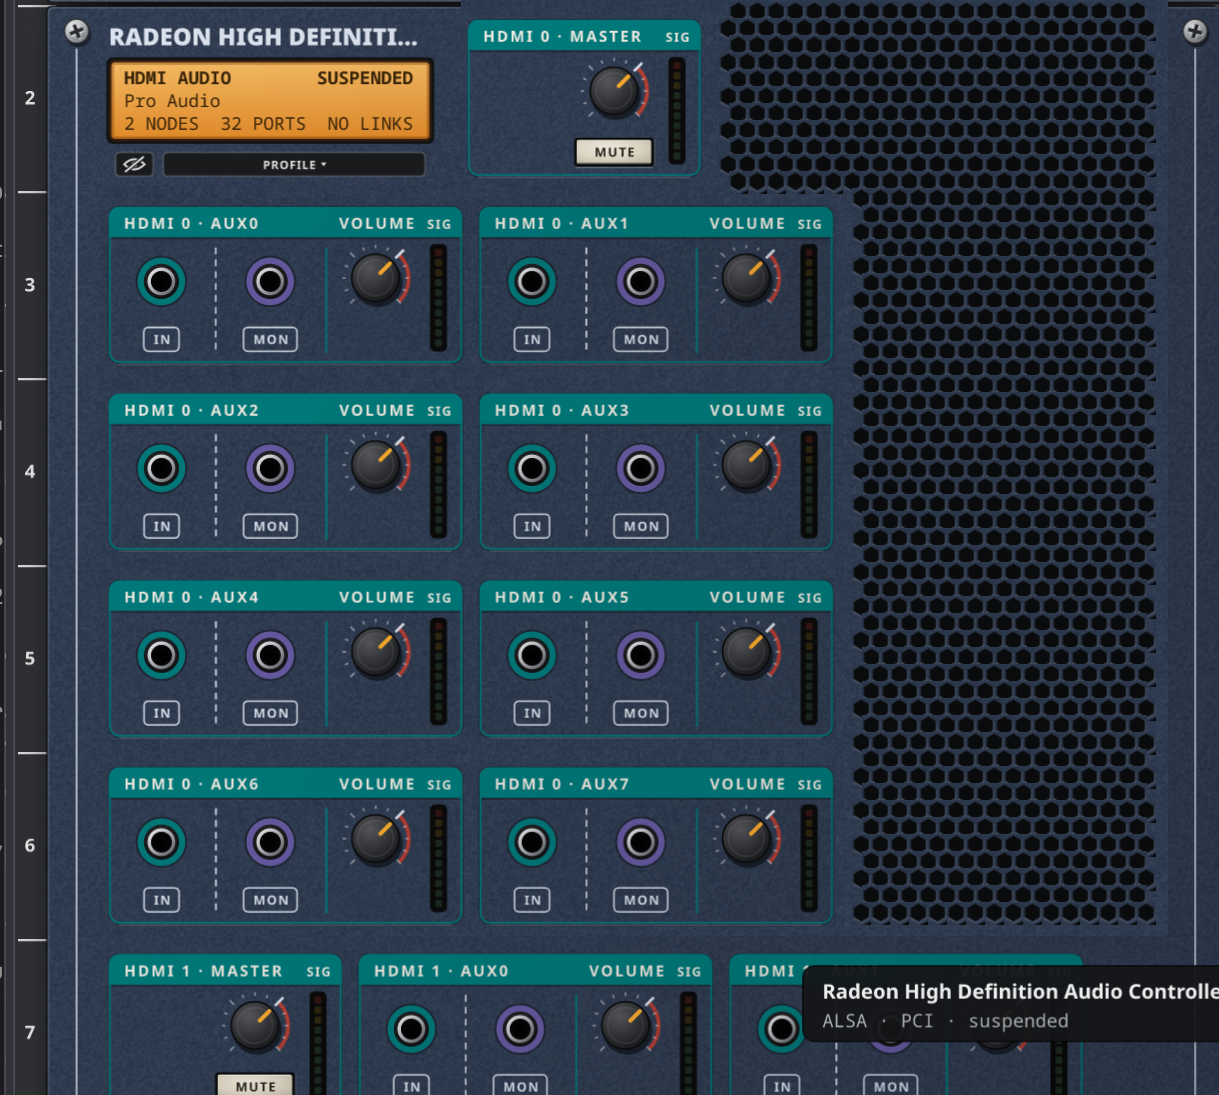 RADEON HIGH DEFINITI...
HDMI AUDIO SUSPENDED
Pro Audio
2 NODES 32 PORTS NO LINKS
PROFILE
HDMI 0 · MASTER SIG
MUTE
2
HDMI 0 · AUX0 VOLUME SIG
IN MON
HDMI 0 · AUX1 VOLUME SIG
IN MON
3
HDMI 0 · AUX2 VOLUME SIG
IN MON
HDMI 0 · AUX3 VOLUME SIG
IN MON
4
HDMI 0 · AUX4 VOLUME SIG
IN MON
HDMI 0 · AUX5 VOLUME SIG
IN MON
5
HDMI 0 · AUX6 VOLUME SIG
IN MON
HDMI 0 · AUX7 VOLUME SIG
IN MON
6
HDMI 1 · MASTER SIG
MUTE
HDMI 1 · AUX0 VOLUME SIG
IN MON
HDMI 1 · AUX1 VOLUME SIG
IN MON
7
Radeon High Definition Audio Controlle
ALSA · PCI · suspended